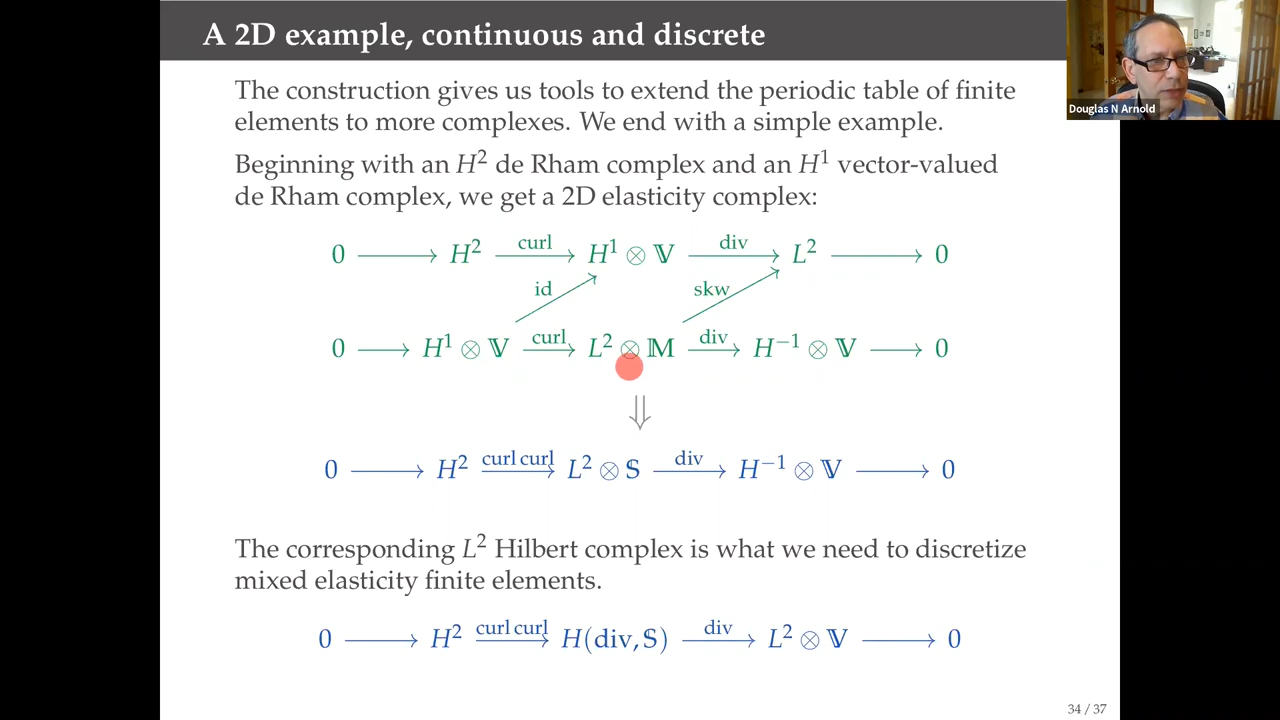 A 2D example, continuous and discrete
Douglas N Arnold
The construction gives us tools to extend the periodic table of finite
elements to more complexes. We end with a simple example.
Beginning with an H² de Rham complex and an H¹ vector-valued
de Rham complex, we get a 2D elasticity complex:
0 ⟶ H² curl⟶ H¹ ⊗ 𝕍 div⟶ L² ⟶ 0
id skw
0 ⟶ H¹ ⊗ 𝕍 curl⟶ L² ⊗ 𝕄 div⟶ H⁻¹ ⊗ 𝕍 ⟶ 0
⇓
0 ⟶ H² curl curl⟶ L² ⊗ 𝕊 div⟶ H⁻¹ ⊗ 𝕍 ⟶ 0
The corresponding L² Hilbert complex is what we need to discretize
mixed elasticity finite elements.
0 ⟶ H² curl curl⟶ H(div, 𝕊) div⟶ L² ⊗ 𝕍 ⟶ 0
34 / 37